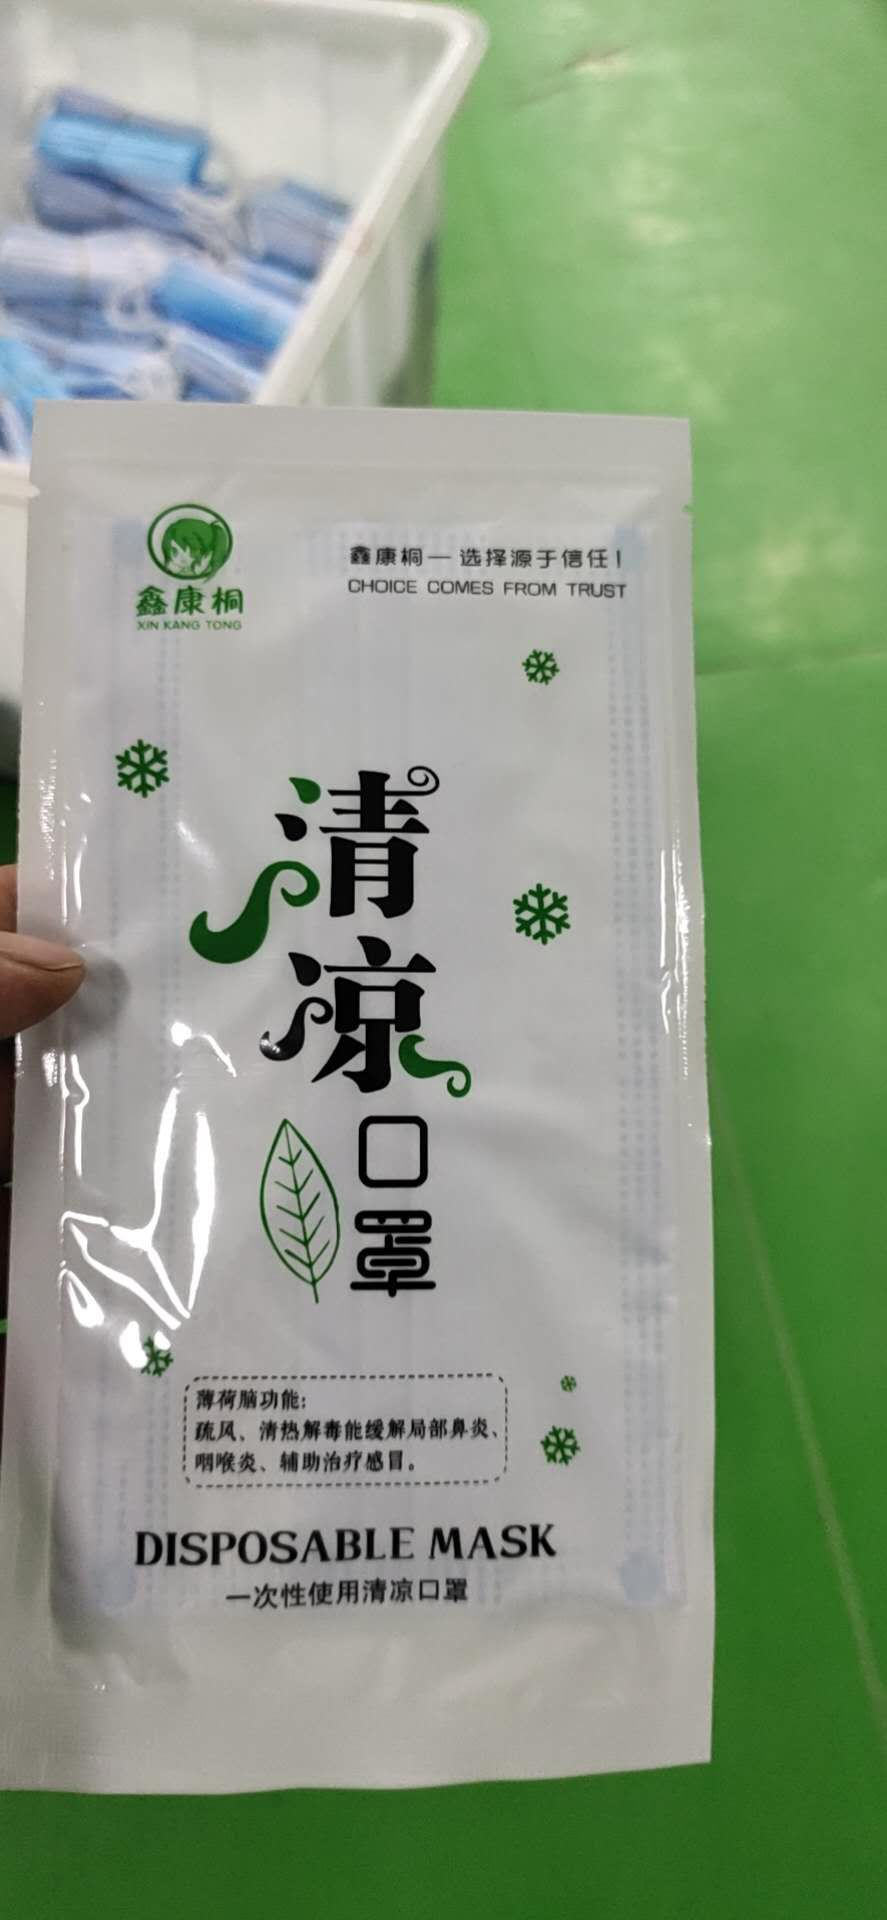 鑫康桐
XIN KANG TONG
鑫康桐一选择源于信任！
CHOICE COMES FROM TRUST
清凉口罩
薄荷脑功能：
疏风、清热解毒能缓解局部鼻炎、
咽喉炎、辅助治疗感冒。
DISPOSABLE MASK
一次性使用清凉口罩